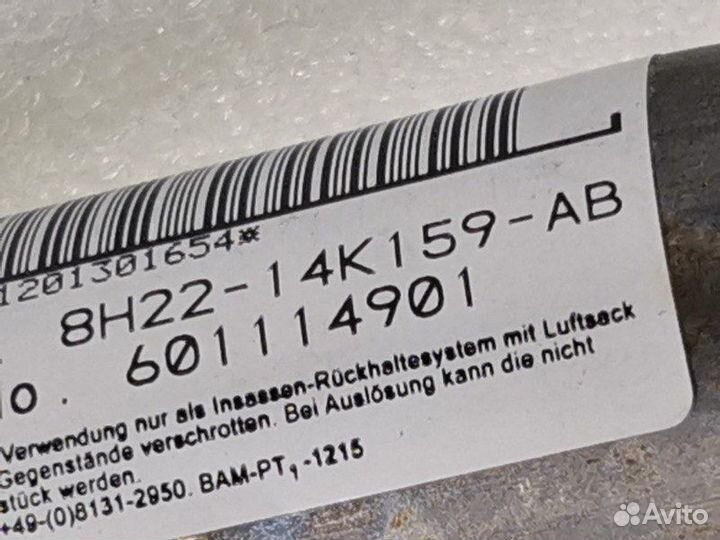 1201301654*
8H22-14K159-AB
No. 601114901
Verwendung nur als Insassen-Rückhaltesystem mit Luftsack
Gegenstände verschrotten. Bei Auslösung kann die nicht
stück werden.
+49-(0)8131-2950. BAM-PT₁-1215
Avito